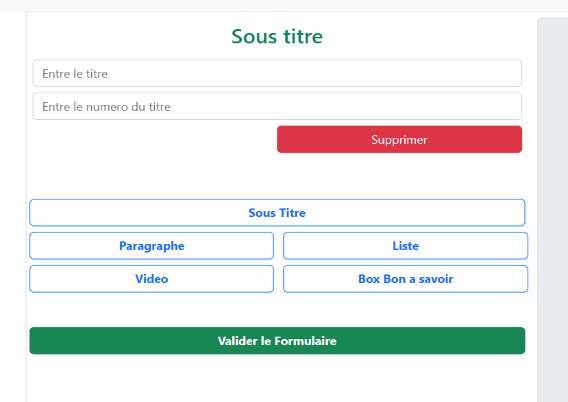 Sous titre
Entre le titre
Entre le numero du titre
Supprimer
Sous Titre
Paragraphe
Liste
Video
Box Bon a savoir
Valider le Formulaire